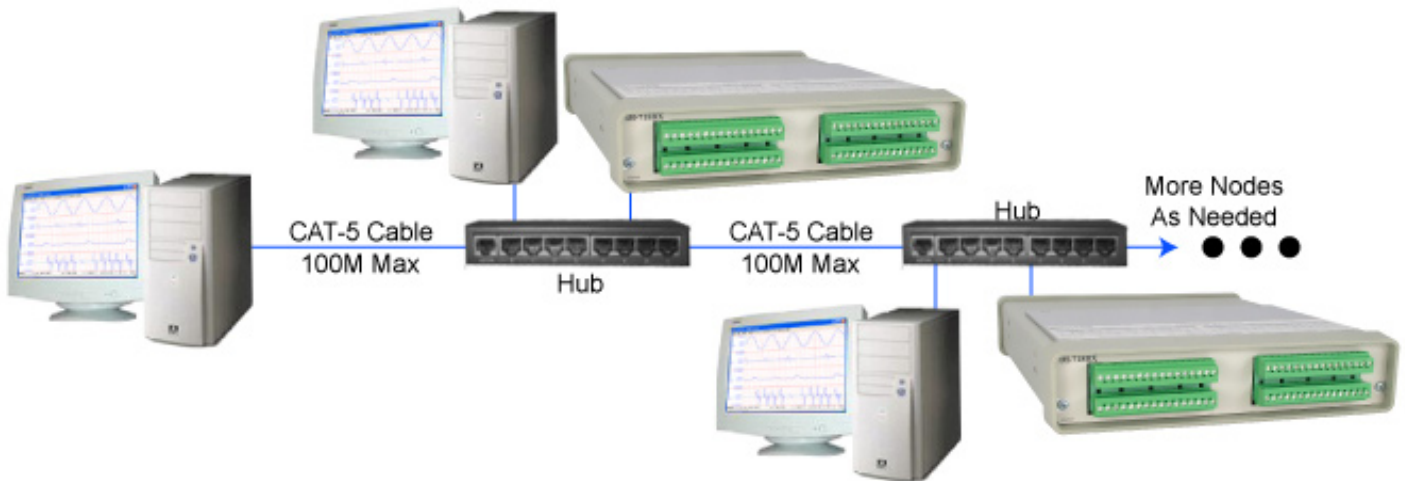 CAT-5 Cable
100M Max
Hub
CAT-5 Cable
100M Max
Hub
More Nodes
As Needed